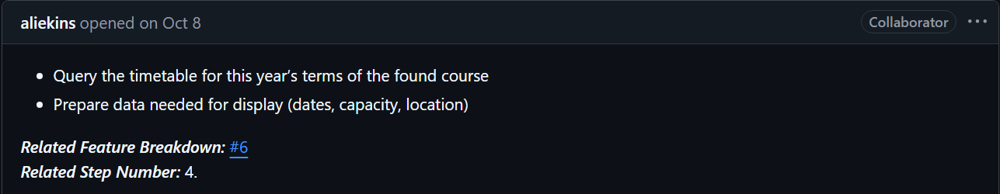 aliekins opened on Oct 8 Collaborator
Query the timetable for this year’s terms of the found course
Prepare data needed for display (dates, capacity, location)
Related Feature Breakdown: #6
Related Step Number: 4.